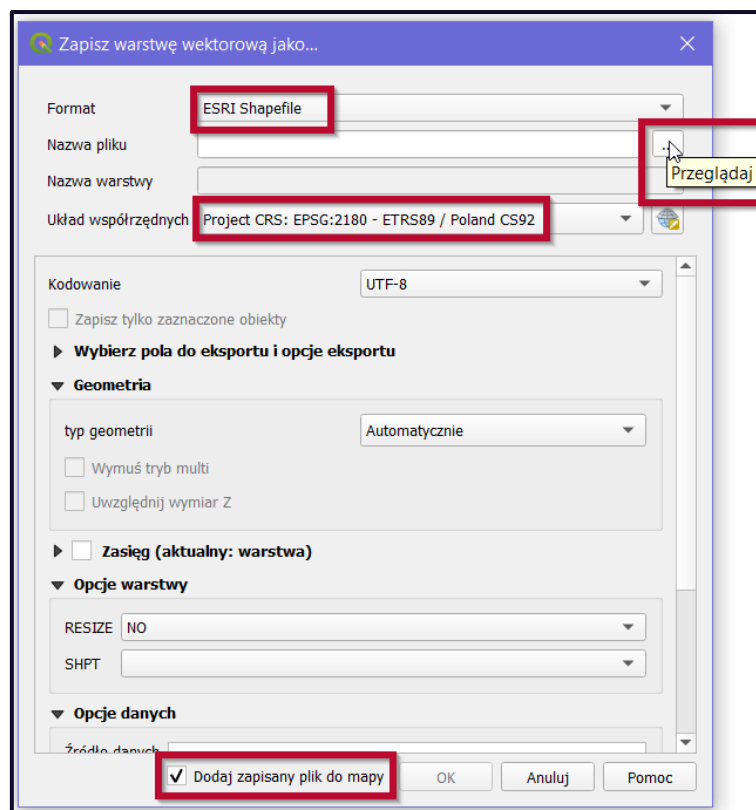 Zapisz warstwę wektorową jako...
Format ESRI Shapefile
Nazwa pliku ...
Przeglądaj
Nazwa warstwy
Układ współrzędnych Project CRS: EPSG:2180 - ETRS89 / Poland CS92
Kodowanie UTF-8
Zapisz tylko zaznaczone obiekty
Wybierz pola do eksportu i opcje eksportu
Geometria
typ geometrii Automatycznie
Wymuś tryb multi
Uwzględnij wymiar Z
Zasięg (aktualny: warstwa)
Opcje warstwy
RESIZE NO
SHPT
Opcje danych
Źródło danych
Dodaj zapisany plik do mapy OK Anuluj Pomoc